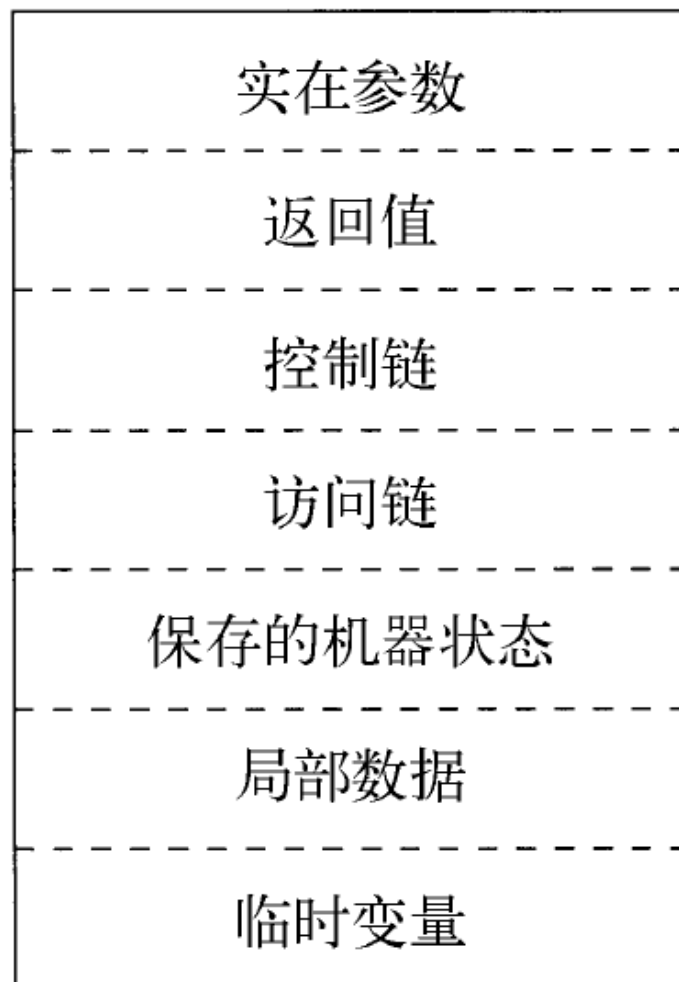 实在参数
返回值
控制链
访问链
保存的机器状态
局部数据
临时变量